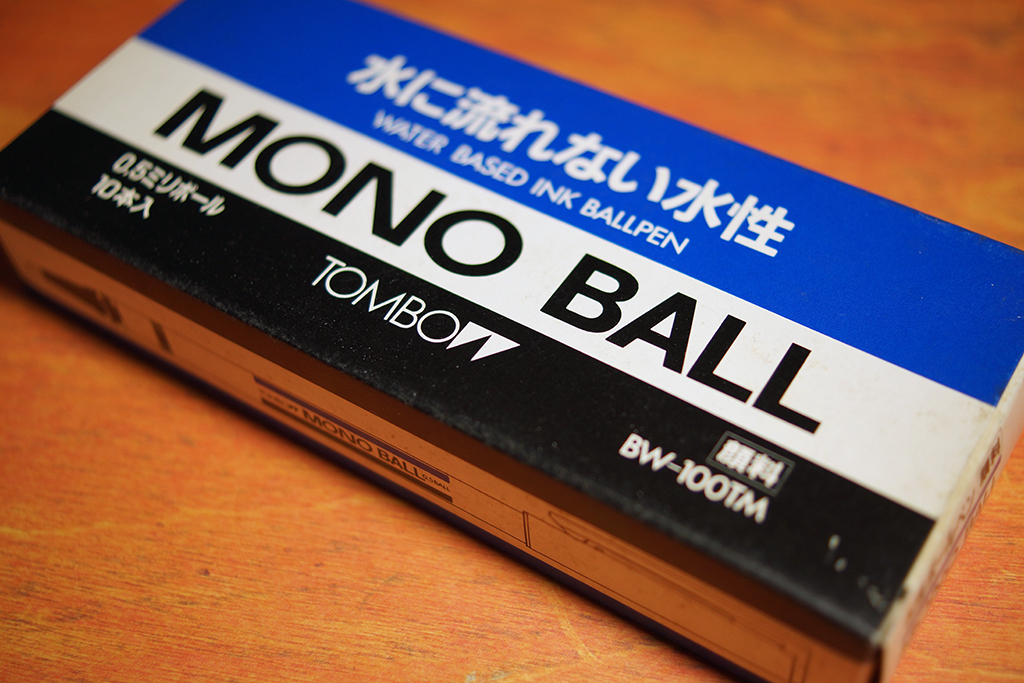 水に流れない水性
WATER BASED INK BALLPEN
MONO BALL
0.5ミリボール
10本入
TOMBOW
顔料
BW-100TM
MONO BALL